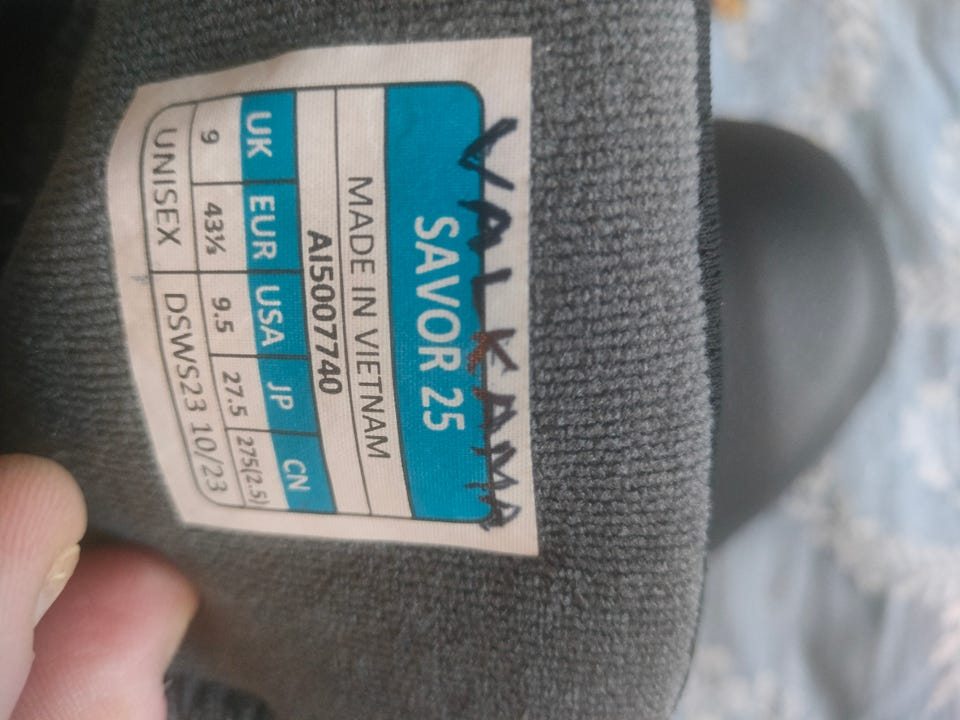 VALKAMA
SAVOR 25
MADE IN VIETNAM
AI5007740
UK EUR USA JP CN
9 43⅓ 9.5 27.5 275(2.5)
UNISEX DSWS23 10/23